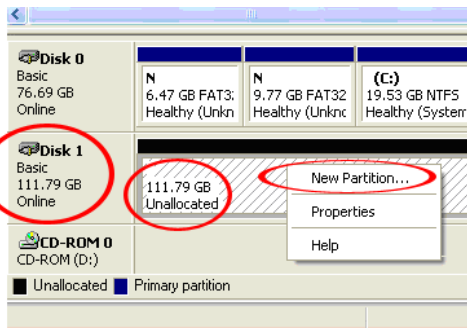 Disk 0
Basic
76.69 GB
Online
N
6.47 GB FAT3
Healthy (Unkn
N
9.77 GB FAT32
Healthy (Unknc
(C:)
19.53 GB NTFS
Healthy (System
Disk 1
Basic
111.79 GB
Online
111.79 GB
Unallocated
New Partition...
Properties
Help
CD-ROM 0
CD-ROM (D:)
Unallocated Primary partition